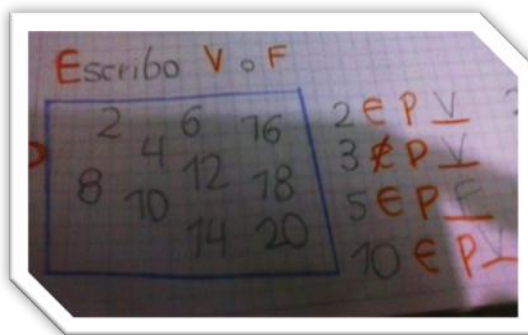 Escribo V o F
2 6 16
4
8 12 18
10
14 20
2 ∈ P V
3 ∉ P V
5 ∈ P F
10 ∈ P V